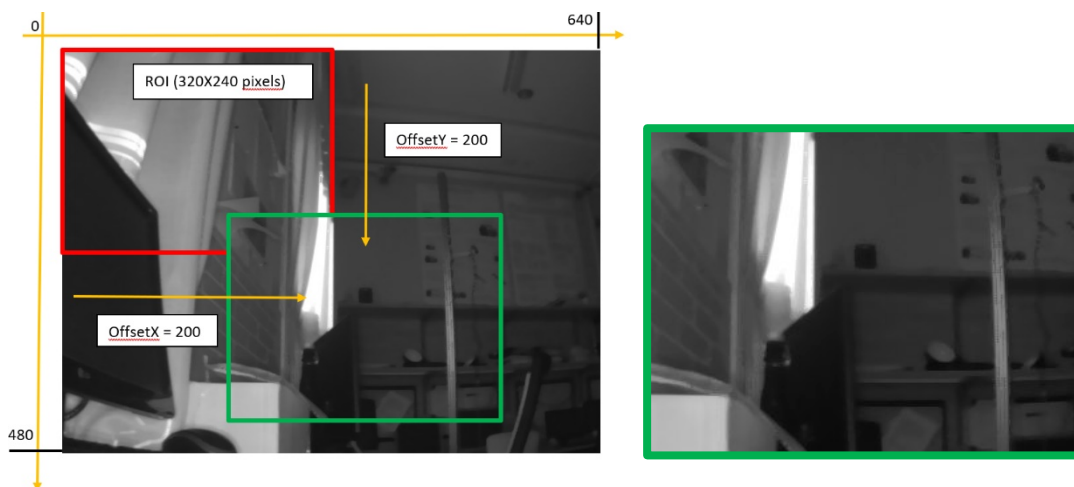 0
640
ROI (320X240 pixels)
OffsetY = 200
OffsetX = 200
480